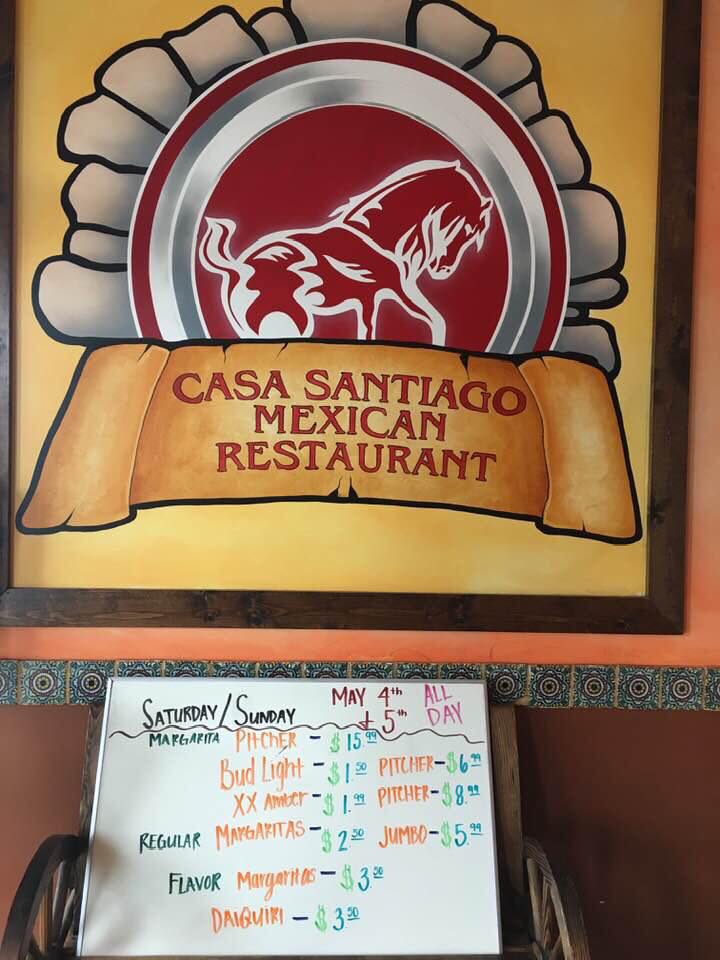 CASA SANTIAGO
MEXICAN
RESTAURANT
SATURDAY/SUNDAY MAY 4th + 5th ALL DAY
MARGARITA PITCHER - $15.99
Bud Light - $1.50 PITCHER - $6.99
XX Amber - $1.99 PITCHER - $8.99
REGULAR MARGARITAS - $2.50 JUMBO - $5.99
FLAVOR Margaritas - $3.50
DAIQUIRI - $3.50